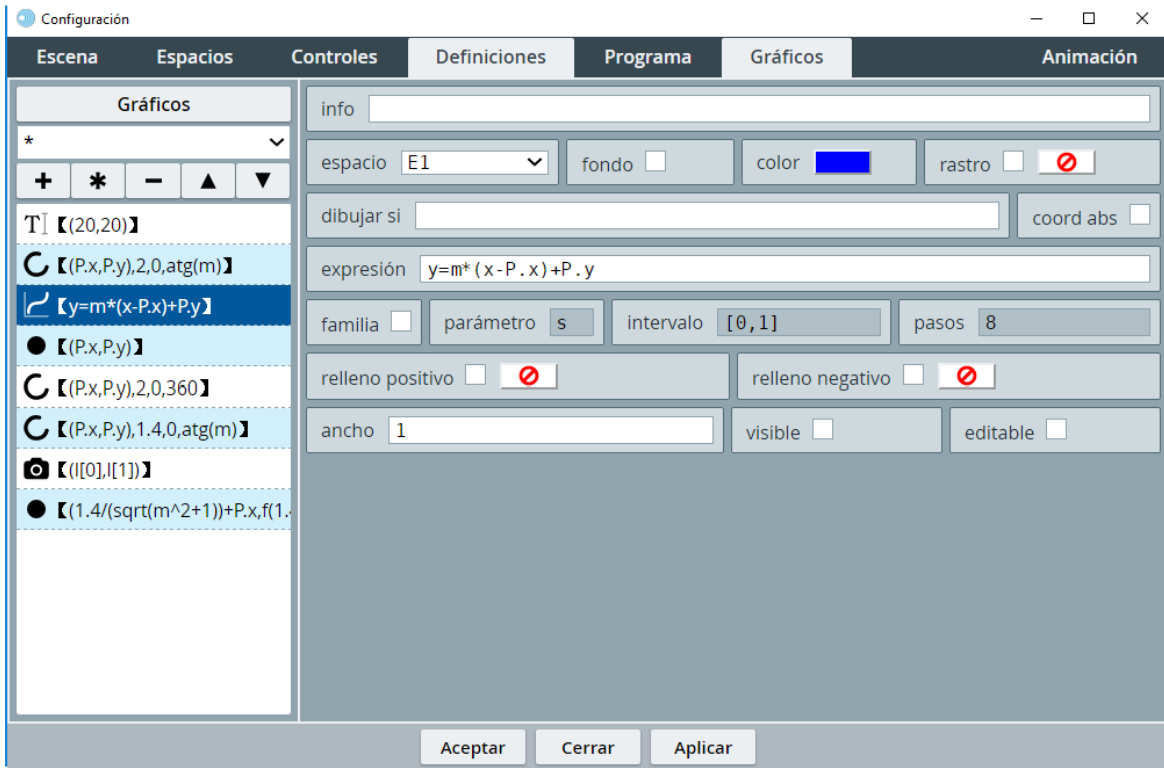 Configuración
Escena Espacios Controles Definiciones Programa Gráficos Animación
Gráficos
*
+ * − ▲ ▼
T 【(20,20)】
【(P.x,P.y),2,0,atg(m)】
【y=m*(x-P.x)+P.y】
【(P.x,P.y)】
【(P.x,P.y),2,0,360】
【(P.x,P.y),1.4,0,atg(m)】
【(I[0],I[1])】
【(1.4/(sqrt(m^2+1))+P.x,f(1.
info
espacio E1 fondo color rastro
dibujar si coord abs
expresión y=m*(x-P.x)+P.y
familia parámetro s intervalo [0,1] pasos 8
relleno positivo relleno negativo
ancho 1 visible editable
Aceptar Cerrar Aplicar